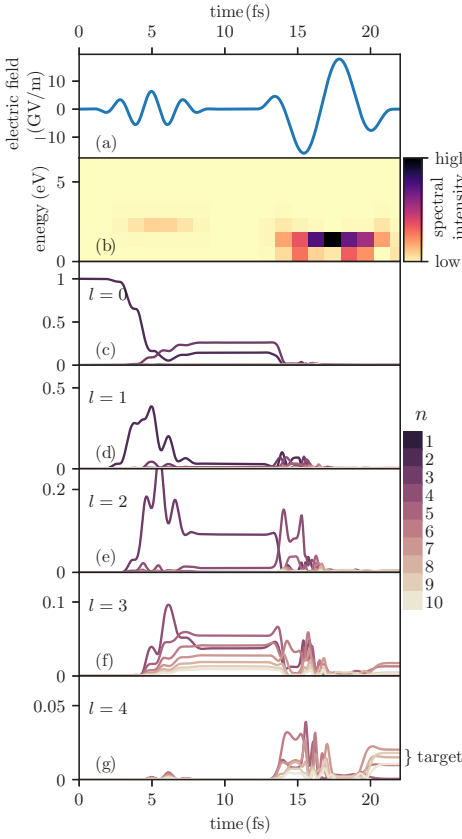 time (fs)
0 5 10 15 20
electric field
(GV/m)
10
0
−10
(a)
energy (eV)
5
0
(b)
high
low
spectral
intensity
1
0.5
0
l = 0
(c)
0.5
0
l = 1
(d)
0.2
0
l = 2
(e)
0.1
0
l = 3
(f)
0.05
0
l = 4
(g)
} target
n
1
2
3
4
5
6
7
8
9
10
0 5 10 15 20
time (fs)